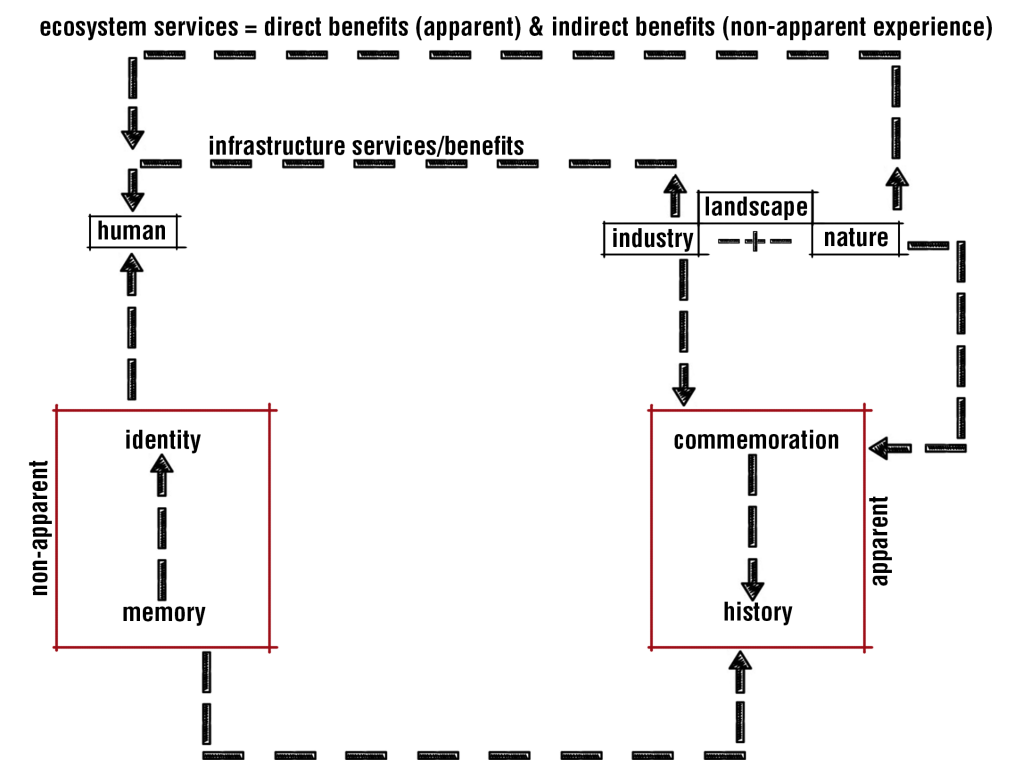 ecosystem services = direct benefits (apparent) & indirect benefits (non-apparent experience)
infrastructure services/benefits
landscape
human
industry
nature
identity
commemoration
non-apparent
apparent
memory
history